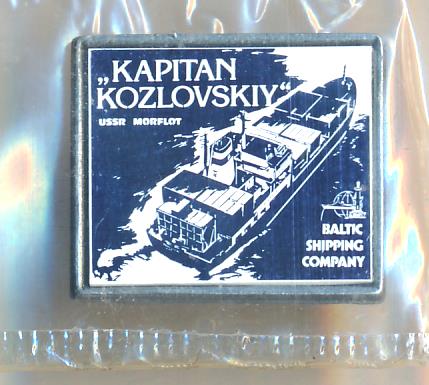 „KAPITAN
KOZLOVSKIY“
USSR MORFLOT
BALTIC
SHIPPING
COMPANY